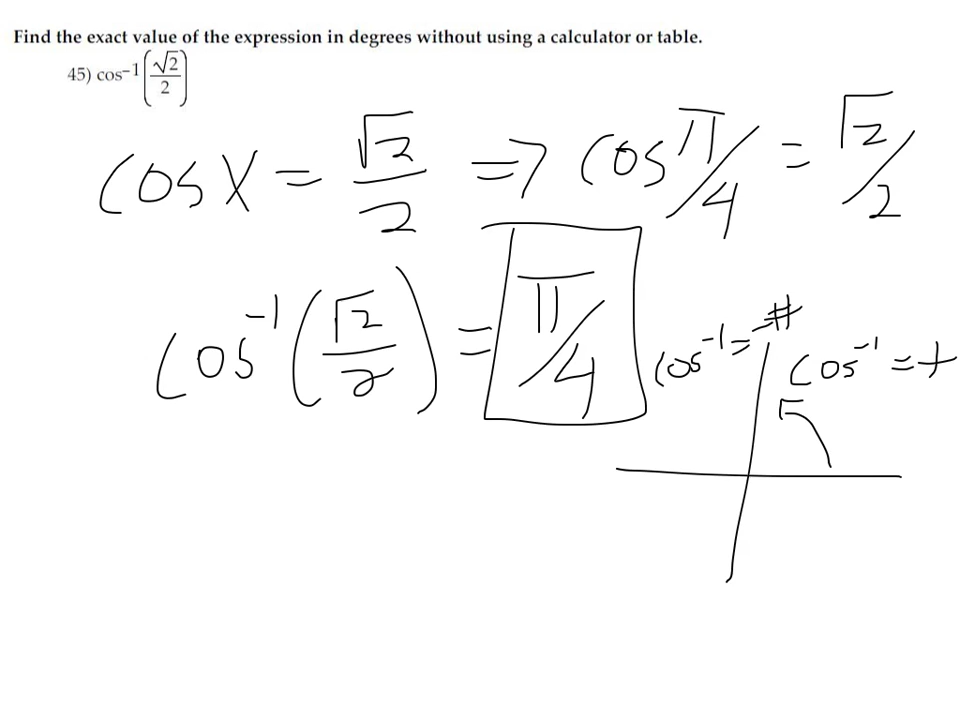 Find the exact value of the expression in degrees without using a calculator or table.
45) cos⁻¹(√2/2)
cos x = √2/2 => cos π/4 = √2/2
cos⁻¹(√2/2) = π/4
cos⁻¹ = -#
cos⁻¹ = +